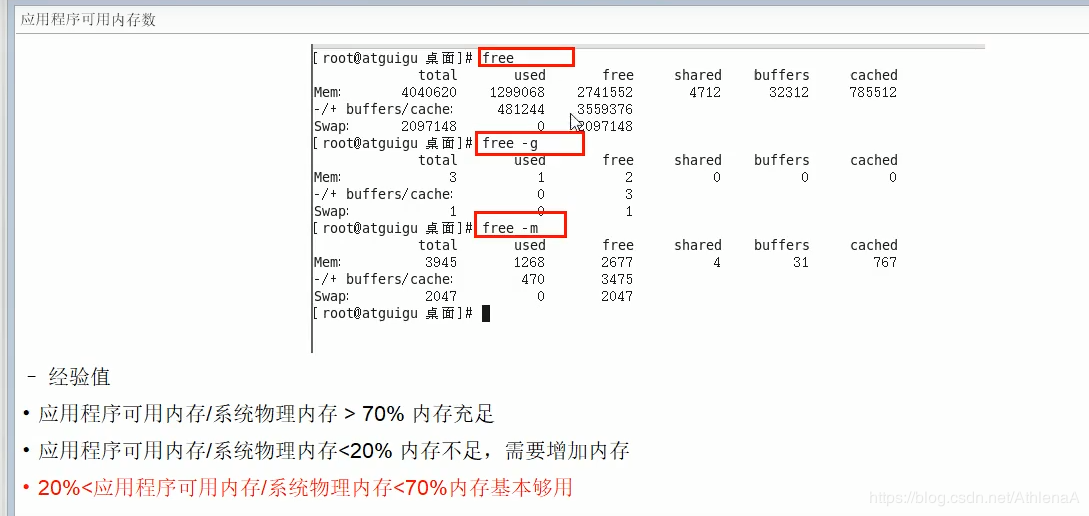 应用程序可用内存数
[root@atguigu 桌面]# free
total used free shared buffers cached
Mem: 4040620 1299068 2741552 4712 32312 785512
-/+ buffers/cache: 481244 3559376
Swap: 2097148 0 2097148
[root@atguigu 桌面]# free -g
total used free shared buffers cached
Mem: 3 1 2 0 0 0
-/+ buffers/cache: 0 3
Swap: 1 0 1
[root@atguigu 桌面]# free -m
total used free shared buffers cached
Mem: 3945 1268 2677 4 31 767
-/+ buffers/cache: 470 3475
Swap: 2047 0 2047
[root@atguigu 桌面]#
- 经验值
• 应用程序可用内存/系统物理内存 > 70% 内存充足
• 应用程序可用内存/系统物理内存<20% 内存不足，需要增加内存
• 20%<应用程序可用内存/系统物理内存<70%内存基本够用
https://blog.csdn.net/AthlenaA